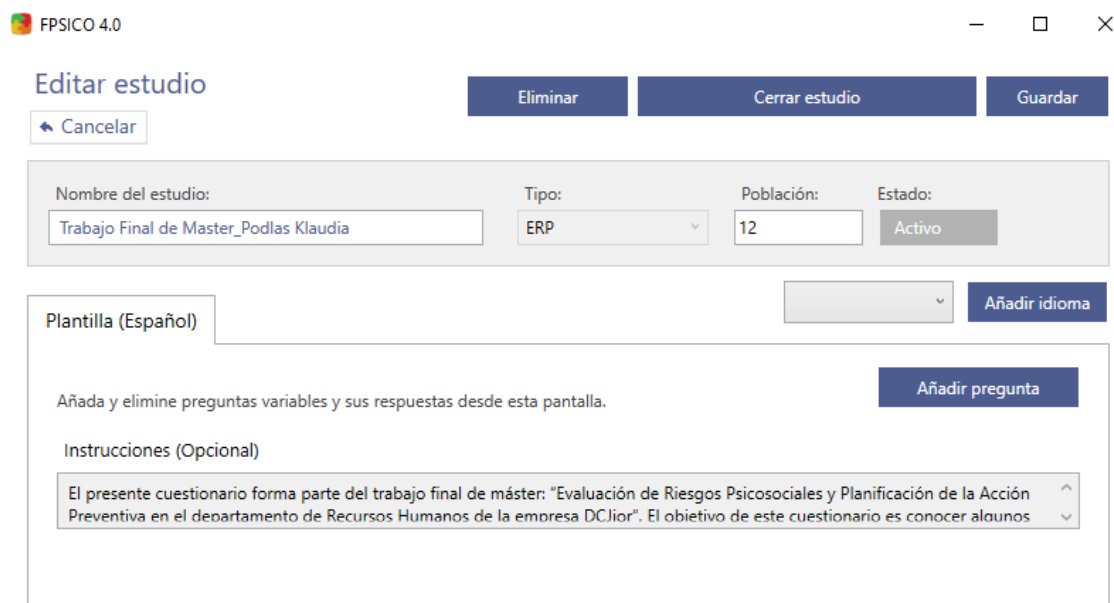 FPSICO 4.0
Editar estudio
Eliminar
Cerrar estudio
Guardar
Cancelar
Nombre del estudio:
Tipo:
Población:
Estado:
Trabajo Final de Master_Podlas Klaudia
ERP
12
Activo
Añadir idioma
Plantilla (Español)
Añadir pregunta
Añada y elimine preguntas variables y sus respuestas desde esta pantalla.
Instrucciones (Opcional)
El presente cuestionario forma parte del trabajo final de máster: “Evaluación de Riesgos Psicosociales y Planificación de la Acción
Preventiva en el departamento de Recursos Humanos de la empresa DCJior”. El objetivo de este cuestionario es conocer algunos